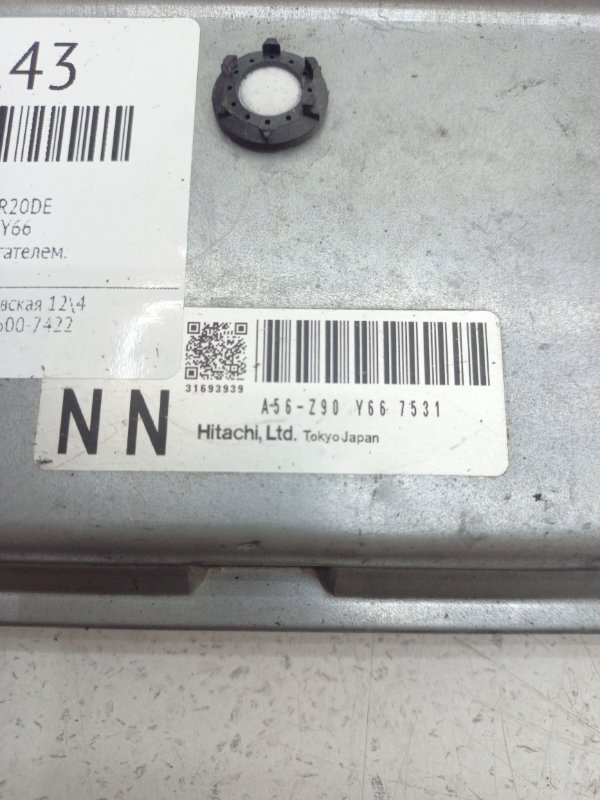 43
R20DE
Y66
гателем.
вская 12\4
600-7422
31693939
A56-Z90 Y66 7531
NN
Hitachi, Ltd. Tokyo Japan